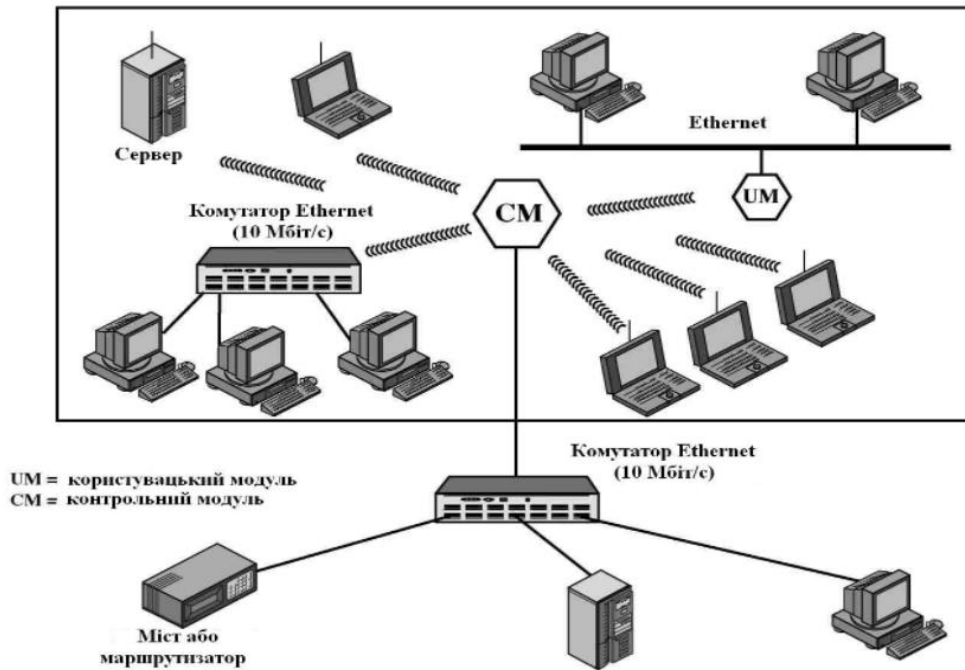 Ethernet
Сервер
UM
CM
Комутатор Ethernet
(10 Мбіт/с)
Комутатор Ethernet
(10 Мбіт/с)
UM = користувацький модуль
CM = контрольний модуль
Міст або
маршрутизатор